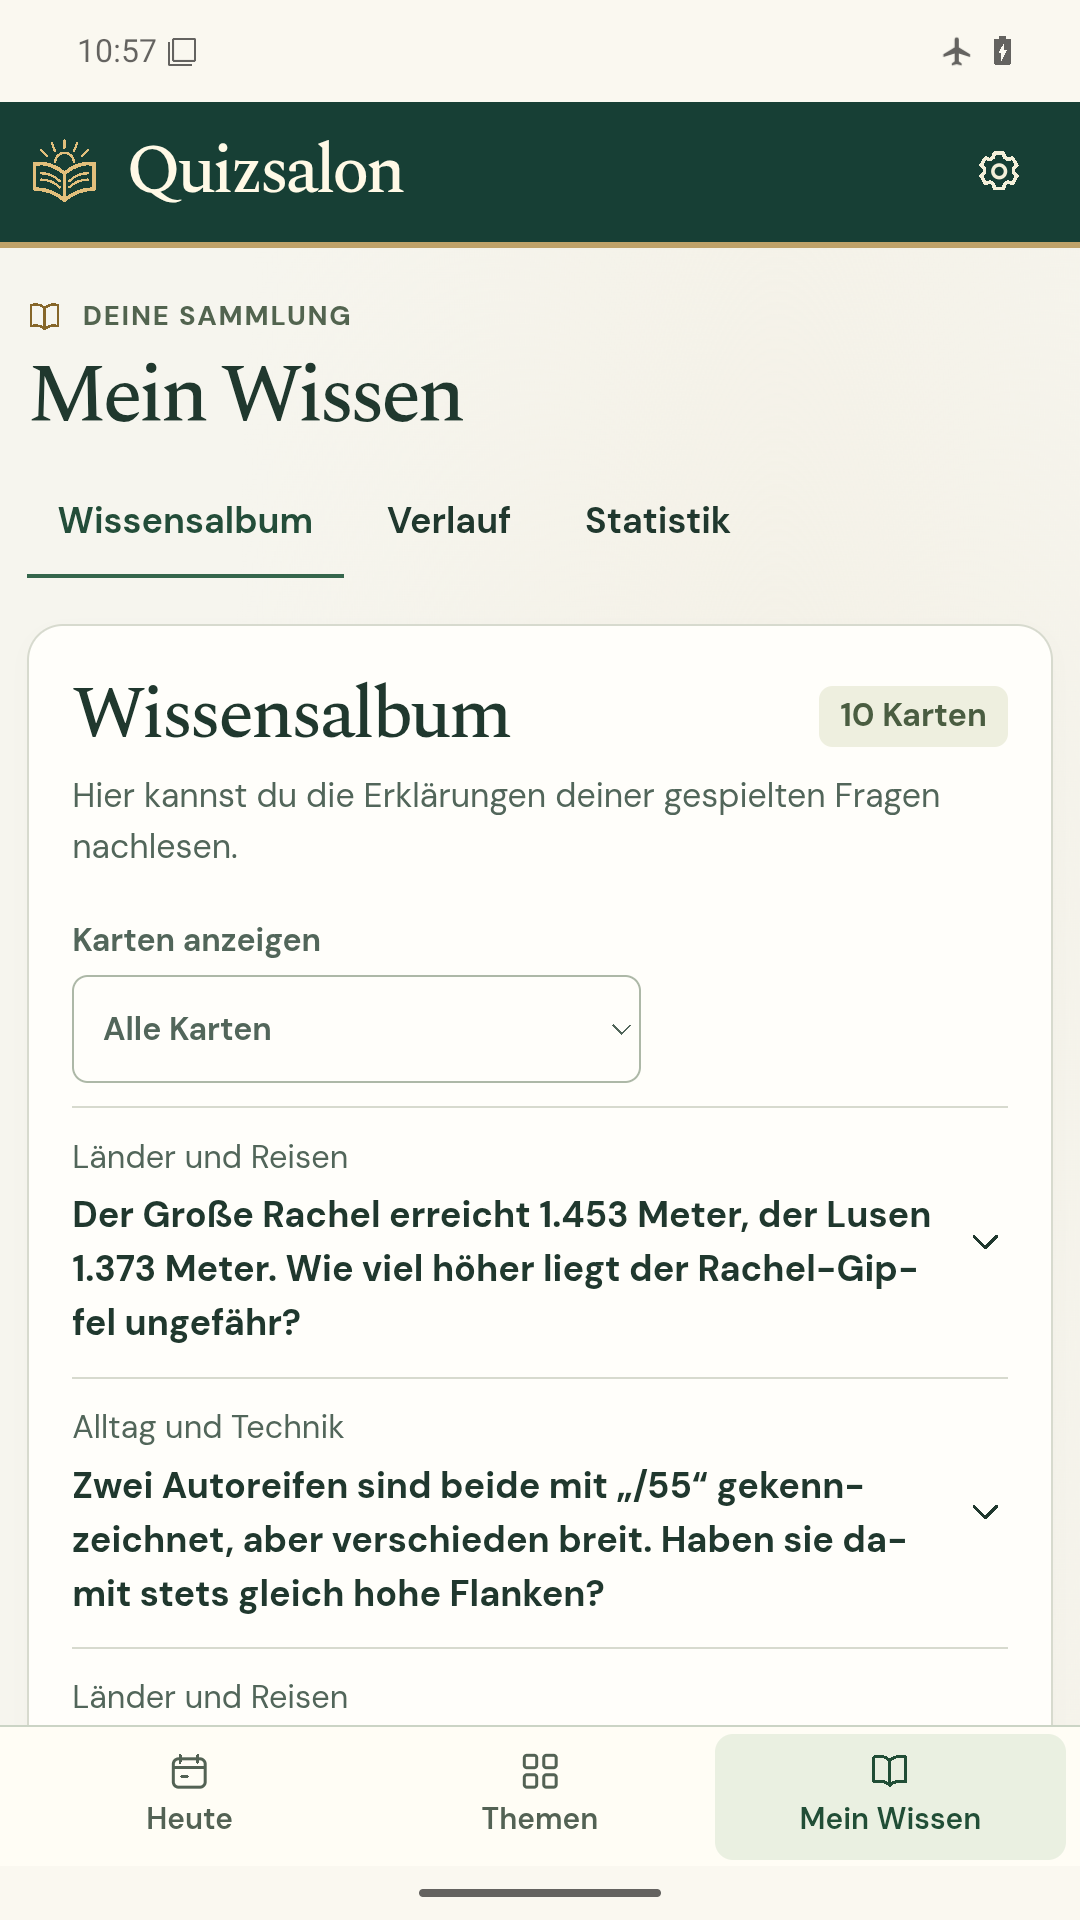 10:57
Quizsalon
DEINE SAMMLUNG
Mein Wissen
Wissensalbum
Verlauf
Statistik
Wissensalbum
10 Karten
Hier kannst du die Erklärungen deiner gespielten Fragen
nachlesen.
Karten anzeigen
Alle Karten
Länder und Reisen
Der Große Rachel erreicht 1.453 Meter, der Lusen
1.373 Meter. Wie viel höher liegt der Rachel-Gip-
fel ungefähr?
Alltag und Technik
Zwei Autoreifen sind beide mit „/55“ gekenn-
zeichnet, aber verschieden breit. Haben sie da-
mit stets gleich hohe Flanken?
Länder und Reisen
Heute
Themen
Mein Wissen